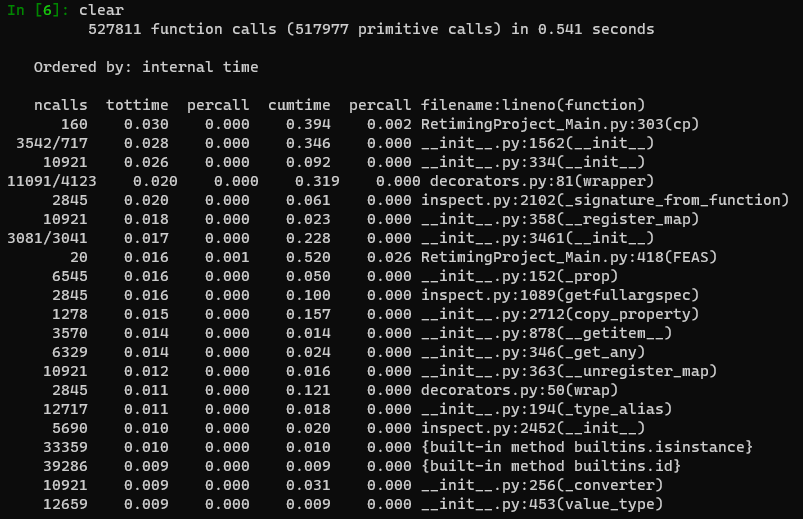 In [6]: clear
527811 function calls (517977 primitive calls) in 0.541 seconds
Ordered by: internal time
ncalls tottime percall cumtime percall filename:lineno(function)
160 0.030 0.000 0.394 0.002 RetimingProject_Main.py:303(cp)
3542/717 0.028 0.000 0.346 0.000 __init__.py:1562(__init__)
10921 0.026 0.000 0.092 0.000 __init__.py:334(__init__)
11091/4123 0.020 0.000 0.319 0.000 decorators.py:81(wrapper)
2845 0.020 0.000 0.061 0.000 inspect.py:2102(_signature_from_function)
10921 0.018 0.000 0.023 0.000 __init__.py:358(__register_map)
3081/3041 0.017 0.000 0.228 0.000 __init__.py:3461(__init__)
20 0.016 0.001 0.520 0.026 RetimingProject_Main.py:418(FEAS)
6545 0.016 0.000 0.050 0.000 __init__.py:152(_prop)
2845 0.016 0.000 0.100 0.000 inspect.py:1089(getfullargspec)
1278 0.015 0.000 0.157 0.000 __init__.py:2712(copy_property)
3570 0.014 0.000 0.014 0.000 __init__.py:878(__getitem__)
6329 0.014 0.000 0.024 0.000 __init__.py:346(_get_any)
10921 0.012 0.000 0.016 0.000 __init__.py:363(__unregister_map)
2845 0.011 0.000 0.121 0.000 decorators.py:50(wrap)
12717 0.011 0.000 0.018 0.000 __init__.py:194(_type_alias)
5690 0.010 0.000 0.020 0.000 inspect.py:2452(__init__)
33359 0.010 0.000 0.010 0.000 {built-in method builtins.isinstance}
39286 0.009 0.000 0.009 0.000 {built-in method builtins.id}
10921 0.009 0.000 0.031 0.000 __init__.py:256(_converter)
12659 0.009 0.000 0.009 0.000 __init__.py:453(value_type)